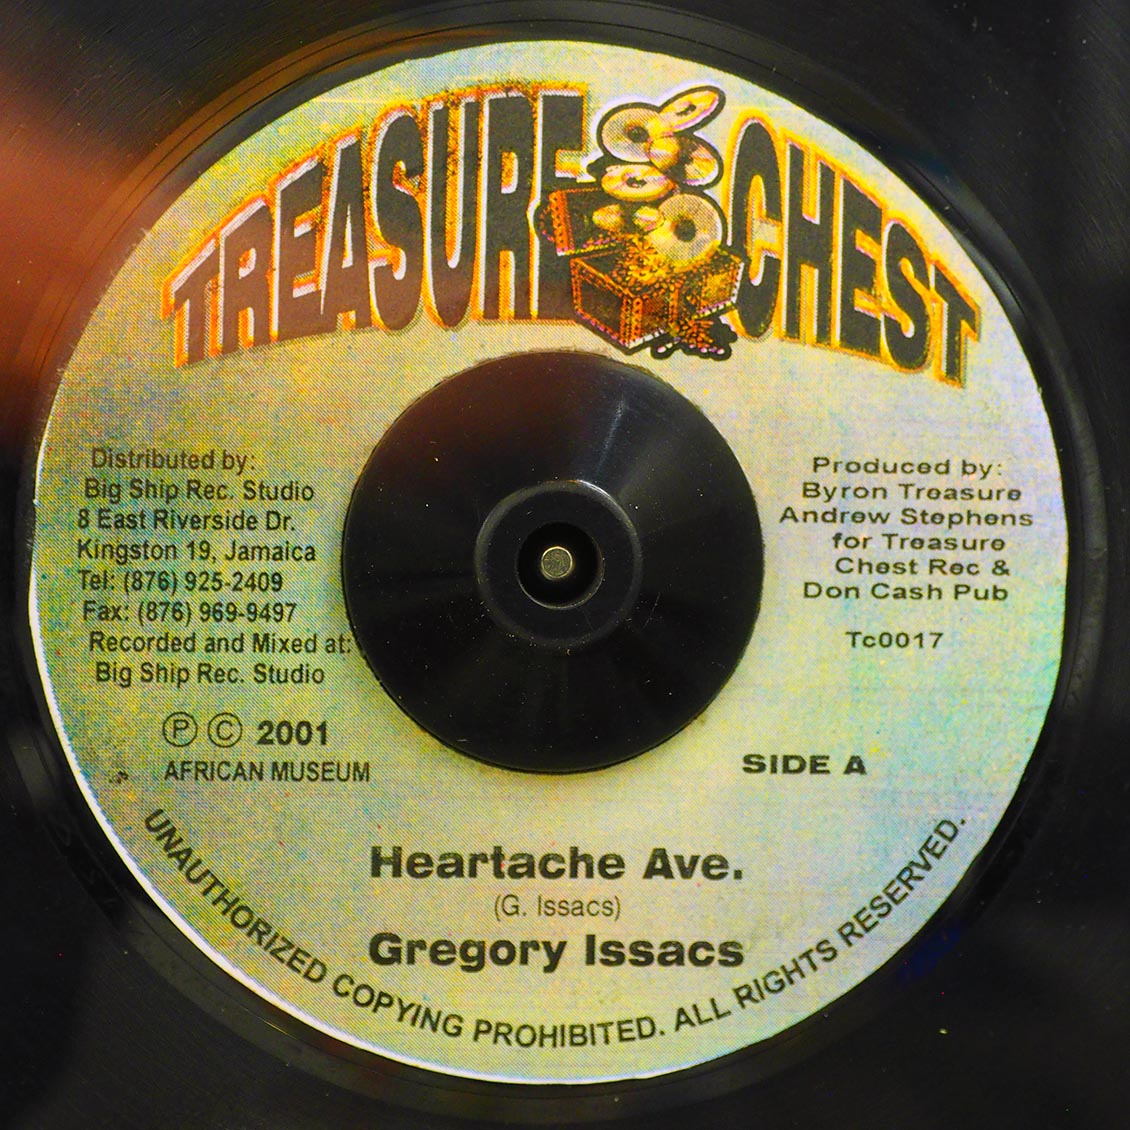 TREASURE CHEST
Distributed by:
Big Ship Rec. Studio
8 East Riverside Dr.
Kingston 19, Jamaica
Tel: (876) 925-2409
Fax: (876) 969-9497
Recorded and Mixed at:
Big Ship Rec. Studio
Ⓟ © 2001
AFRICAN MUSEUM
Produced by:
Byron Treasure
Andrew Stephens
for Treasure
Chest Rec &
Don Cash Pub
Tc0017
SIDE A
Heartache Ave.
(G. Issacs)
Gregory Issacs
UNAUTHORIZED COPYING PROHIBITED. ALL RIGHTS RESERVED.